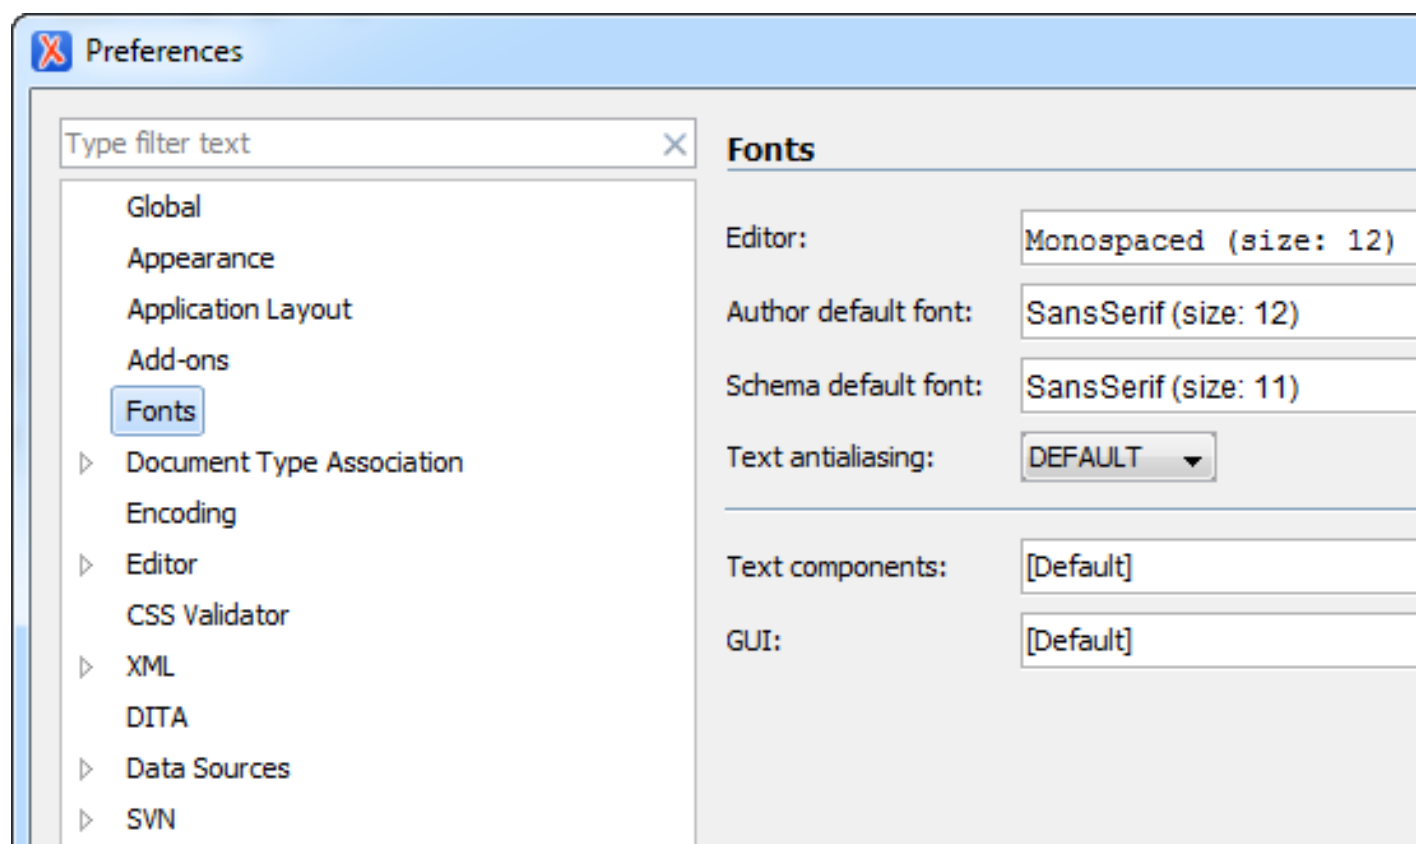 Preferences
Type filter text
Global
Appearance
Application Layout
Add-ons
Fonts
Document Type Association
Encoding
Editor
CSS Validator
XML
DITA
Data Sources
SVN
Fonts
Editor: Monospaced (size: 12)
Author default font: SansSerif (size: 12)
Schema default font: SansSerif (size: 11)
Text antialiasing: DEFAULT
Text components: [Default]
GUI: [Default]